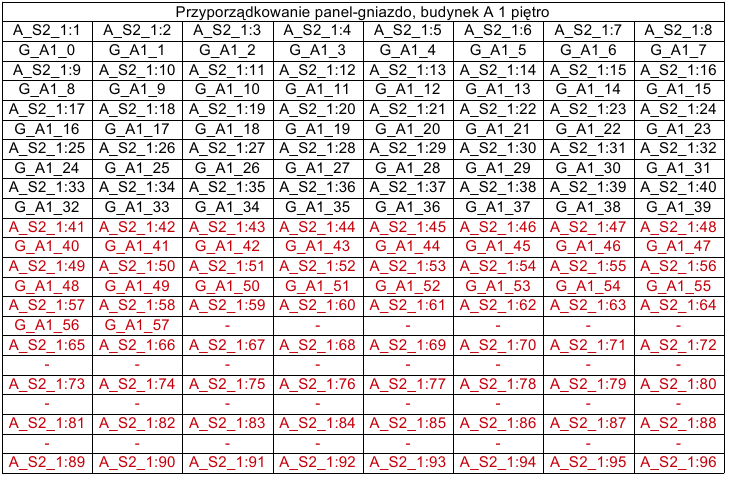 Przyporządkowanie panel-gniazdo, budynek A 1 piętro
A_S2_1:1 A_S2_1:2 A_S2_1:3 A_S2_1:4 A_S2_1:5 A_S2_1:6 A_S2_1:7 A_S2_1:8
G_A1_0 G_A1_1 G_A1_2 G_A1_3 G_A1_4 G_A1_5 G_A1_6 G_A1_7
A_S2_1:9 A_S2_1:10 A_S2_1:11 A_S2_1:12 A_S2_1:13 A_S2_1:14 A_S2_1:15 A_S2_1:16
G_A1_8 G_A1_9 G_A1_10 G_A1_11 G_A1_12 G_A1_13 G_A1_14 G_A1_15
A_S2_1:17 A_S2_1:18 A_S2_1:19 A_S2_1:20 A_S2_1:21 A_S2_1:22 A_S2_1:23 A_S2_1:24
G_A1_16 G_A1_17 G_A1_18 G_A1_19 G_A1_20 G_A1_21 G_A1_22 G_A1_23
A_S2_1:25 A_S2_1:26 A_S2_1:27 A_S2_1:28 A_S2_1:29 A_S2_1:30 A_S2_1:31 A_S2_1:32
G_A1_24 G_A1_25 G_A1_26 G_A1_27 G_A1_28 G_A1_29 G_A1_30 G_A1_31
A_S2_1:33 A_S2_1:34 A_S2_1:35 A_S2_1:36 A_S2_1:37 A_S2_1:38 A_S2_1:39 A_S2_1:40
G_A1_32 G_A1_33 G_A1_34 G_A1_35 G_A1_36 G_A1_37 G_A1_38 G_A1_39
A_S2_1:41 A_S2_1:42 A_S2_1:43 A_S2_1:44 A_S2_1:45 A_S2_1:46 A_S2_1:47 A_S2_1:48
G_A1_40 G_A1_41 G_A1_42 G_A1_43 G_A1_44 G_A1_45 G_A1_46 G_A1_47
A_S2_1:49 A_S2_1:50 A_S2_1:51 A_S2_1:52 A_S2_1:53 A_S2_1:54 A_S2_1:55 A_S2_1:56
G_A1_48 G_A1_49 G_A1_50 G_A1_51 G_A1_52 G_A1_53 G_A1_54 G_A1_55
A_S2_1:57 A_S2_1:58 A_S2_1:59 A_S2_1:60 A_S2_1:61 A_S2_1:62 A_S2_1:63 A_S2_1:64
G_A1_56 G_A1_57 - - - - - -
A_S2_1:65 A_S2_1:66 A_S2_1:67 A_S2_1:68 A_S2_1:69 A_S2_1:70 A_S2_1:71 A_S2_1:72
- - - - - - - -
A_S2_1:73 A_S2_1:74 A_S2_1:75 A_S2_1:76 A_S2_1:77 A_S2_1:78 A_S2_1:79 A_S2_1:80
- - - - - - - -
A_S2_1:81 A_S2_1:82 A_S2_1:83 A_S2_1:84 A_S2_1:85 A_S2_1:86 A_S2_1:87 A_S2_1:88
- - - - - - - -
A_S2_1:89 A_S2_1:90 A_S2_1:91 A_S2_1:92 A_S2_1:93 A_S2_1:94 A_S2_1:95 A_S2_1:96